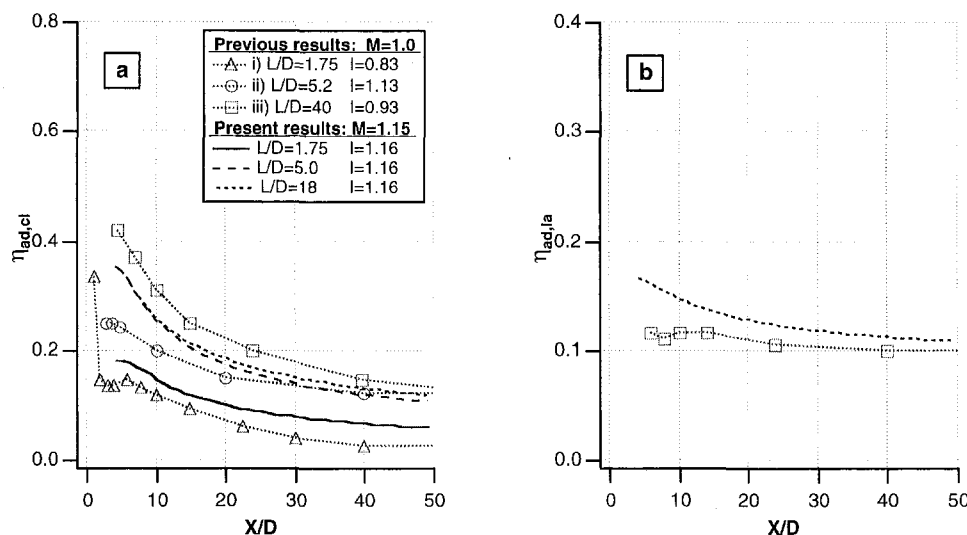 0.8
0.6
0.4
0.2
0.0
ηad,cl
a
Previous results: M=1.0
i) L/D=1.75 I=0.83
ii) L/D=5.2 I=1.13
iii) L/D=40 I=0.93
Present results: M=1.15
L/D=1.75 I=1.16
L/D=5.0 I=1.16
L/D=18 I=1.16
0 10 20 30 40 50
X/D
0.4
0.3
0.2
0.1
0.0
ηad,la
b
0 10 20 30 40 50
X/D